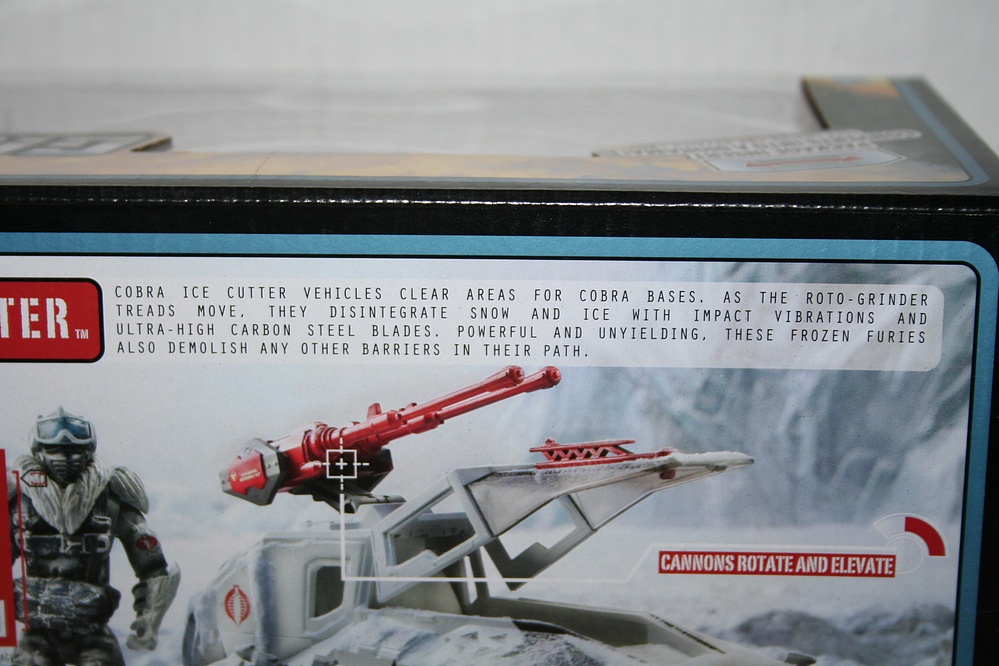 TER™
COBRA ICE CUTTER VEHICLES CLEAR AREAS FOR COBRA BASES. AS THE ROTO-GRINDER
TREADS MOVE, THEY DISINTEGRATE SNOW AND ICE WITH IMPACT VIBRATIONS AND
ULTRA-HIGH CARBON STEEL BLADES. POWERFUL AND UNYIELDING, THESE FROZEN FURIES
ALSO DEMOLISH ANY OTHER BARRIERS IN THEIR PATH.
CANNONS ROTATE AND ELEVATE